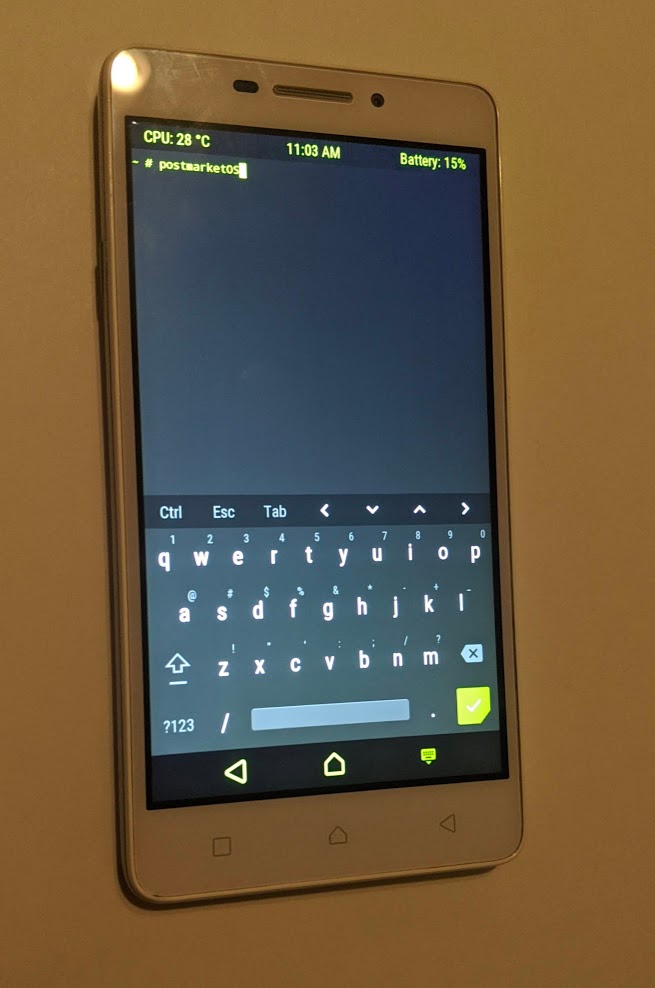 CPU: 28 °C 11:03 AM Battery: 15%
~ # postmarketOS
Ctrl Esc Tab
1 2 3 4 5 6 7 8 9 0
q w e r t y u i o p
@ # $ % & * - + -
a s d f g h j k l
! " ' : ; / ?
z x c v b n m
?123 / .